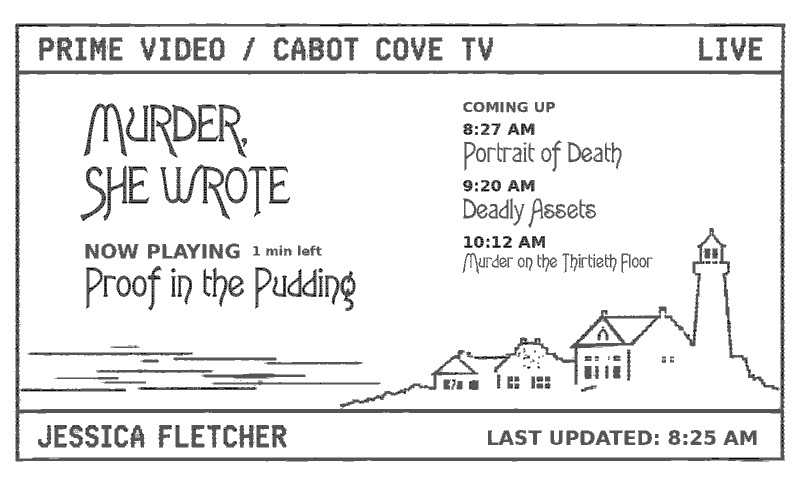 PRIME VIDEO / CABOT COVE TV
LIVE
MURDER,
SHE WROTE
NOW PLAYING 1 min left
Proof in the Pudding
COMING UP
8:27 AM
Portrait of Death
9:20 AM
Deadly Assets
10:12 AM
Murder on the Thirtieth Floor
JESSICA FLETCHER
LAST UPDATED: 8:25 AM